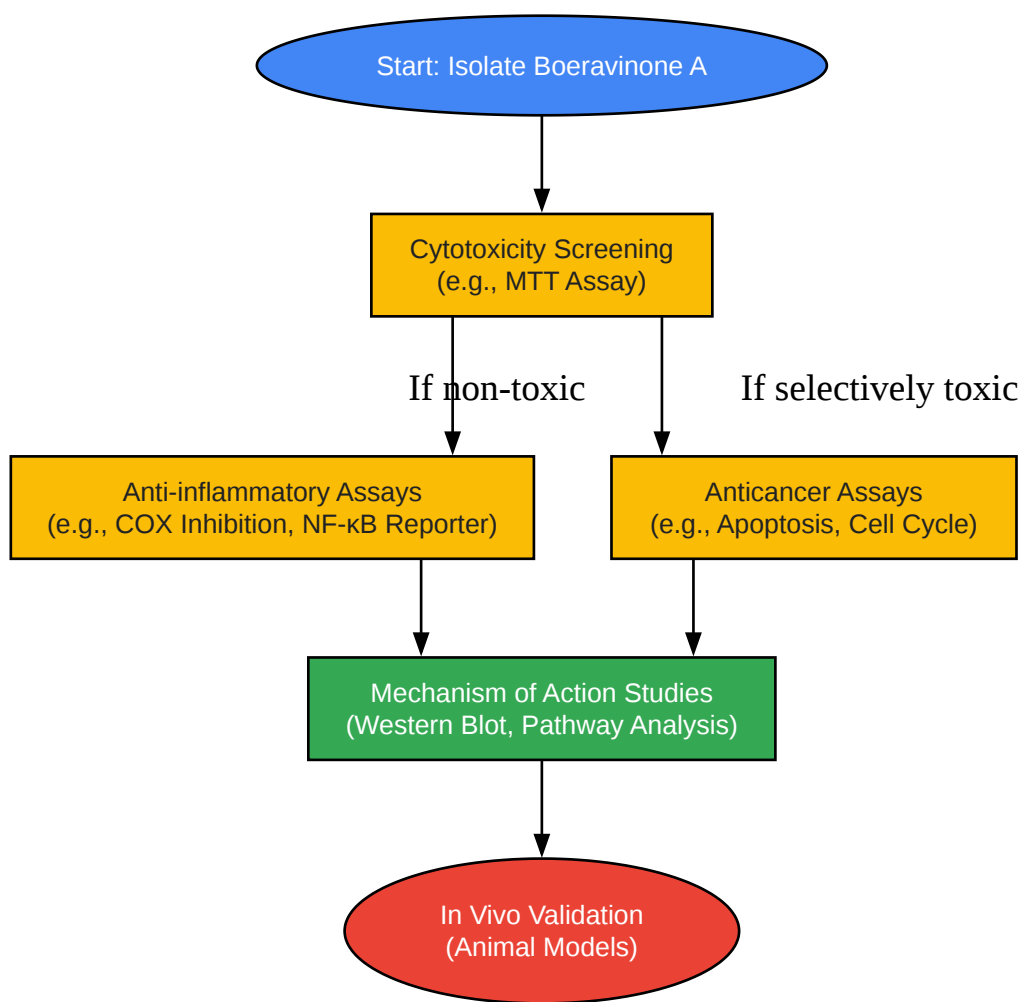 Start: Isolate Boeravinone A
Cytotoxicity Screening
(e.g., MTT Assay)
If non-toxic
If selectively toxic
Anti-inflammatory Assays
(e.g., COX Inhibition, NF-κB Reporter)
Anticancer Assays
(e.g., Apoptosis, Cell Cycle)
Mechanism of Action Studies
(Western Blot, Pathway Analysis)
In Vivo Validation
(Animal Models)